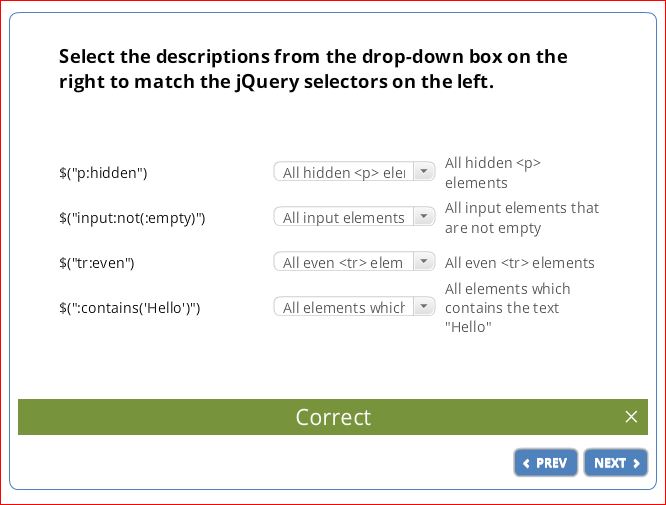 Select the descriptions from the drop-down box on the
right to match the jQuery selectors on the left.
$("p:hidden")
All hidden <p> eler
All hidden <p>
elements
$("input:not(:empty)")
All input elements
All input elements that
are not empty
$("tr:even")
All even <tr> elem
All even <tr> elements
$(":contains('Hello')")
All elements which
All elements which
contains the text
"Hello"
Correct
PREV
NEXT